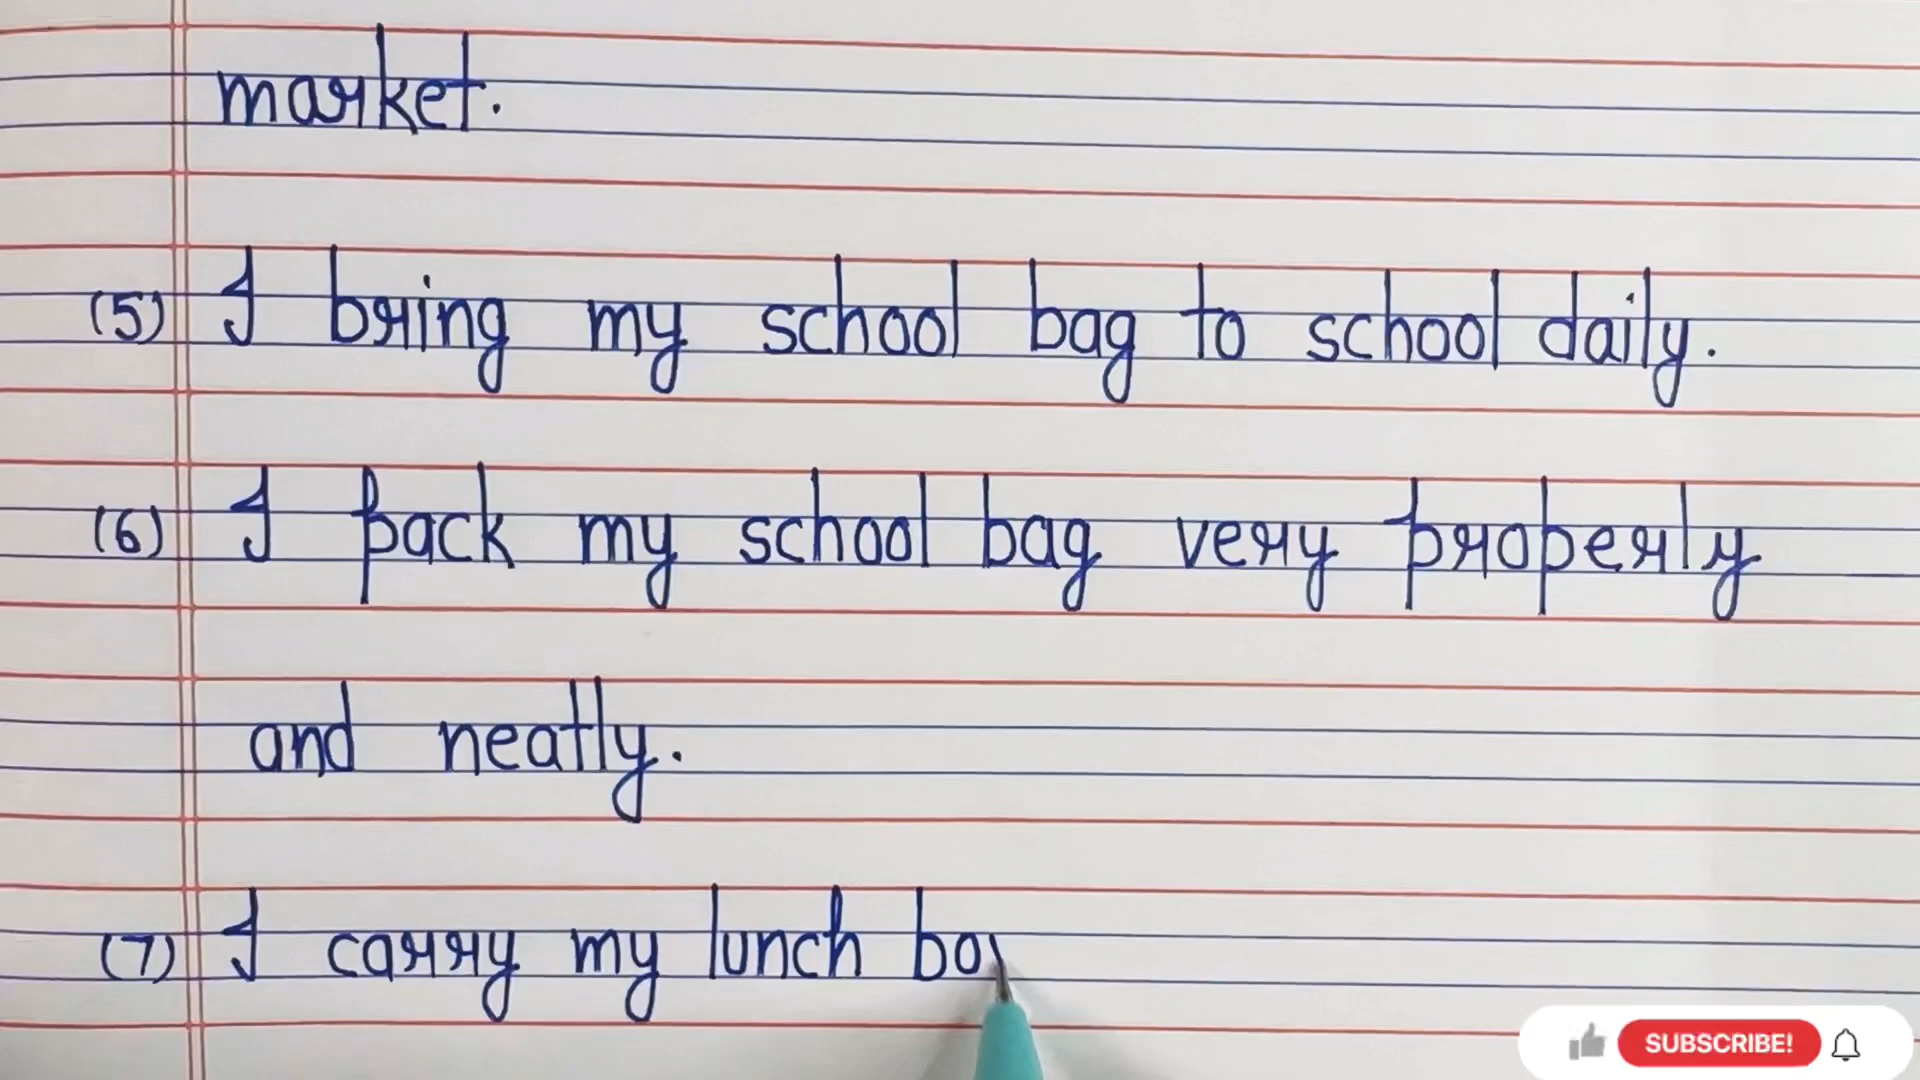 market.
(5) I bring my school bag to school daily.
(6) I pack my school bag very properly
and neatly.
(7) I carry my lunch bo
SUBSCRIBE!